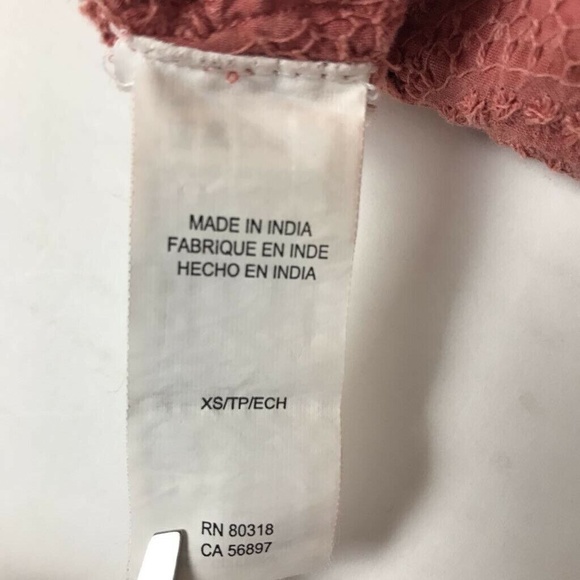 MADE IN INDIA
FABRIQUE EN INDE
HECHO EN INDIA
XS/TP/ECH
RN 80318
CA 56897